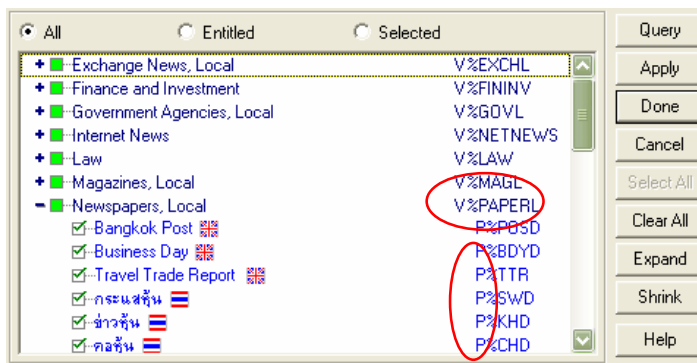 All Entitled Selected
Exchange News, Local V%EXCHL
Finance and Investment V%FININV
Government Agencies, Local V%GOVL
Internet News V%NETNEWS
Law V%LAW
Magazines, Local V%MAGL
Newspapers, Local V%PAPERL
Bangkok Post P%POSD
Business Day P%BDYD
Travel Trade Report P%TTR
กระแสหุ้น P%SWD
ข่าวหุ้น P%KHD
คอหุ้น P%CHD
Query
Apply
Done
Cancel
Select All
Clear All
Expand
Shrink
Help